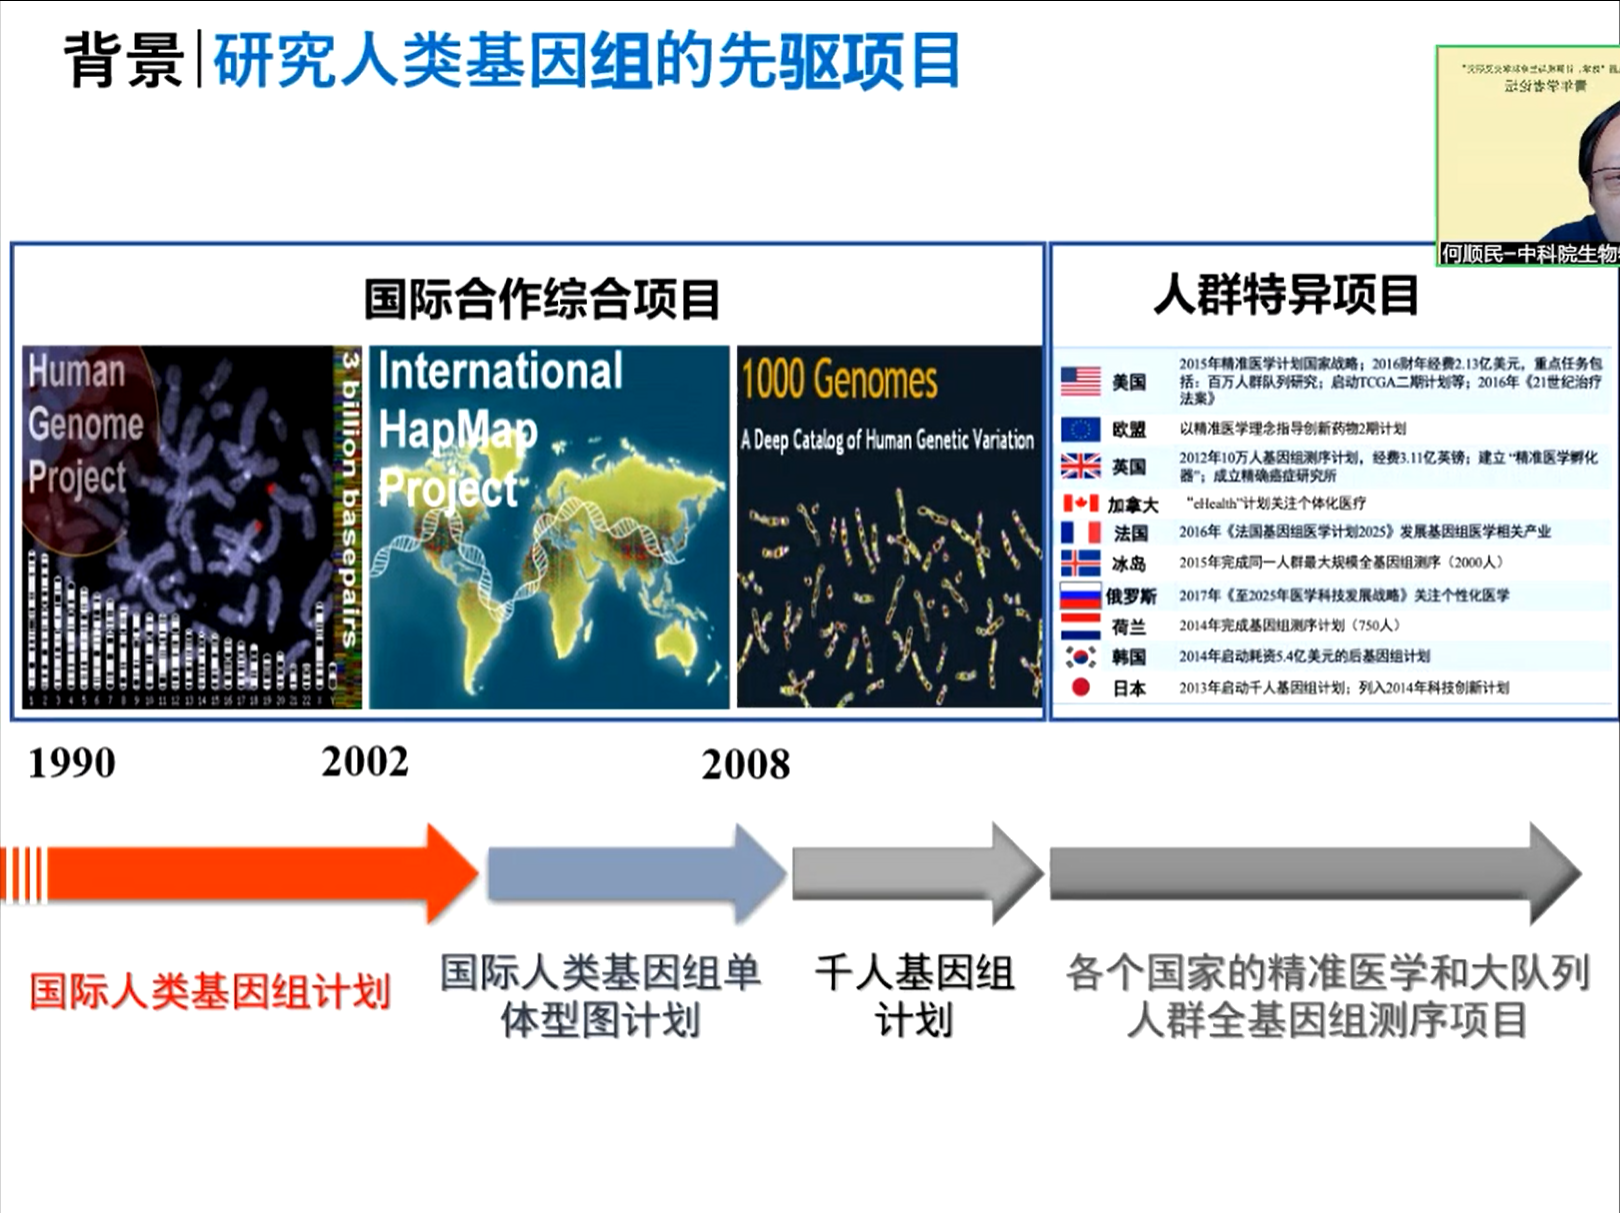 背景|研究人类基因组的先驱项目
青年学者论坛
何顺民-中科院生物
国际合作综合项目
人群特异项目
Human
Genome
Project
3 billion basepairs
International
HapMap
Project
1000 Genomes
A Deep Catalog of Human Genetic Variation
美国
2015年精准医学计划国家战略；2016财年经费2.13亿美元，重点任务包
括：百万人群队列研究；启动TCGA二期计划等；2016年《21世纪治疗
法案》
欧盟
以精准医学理念指导创新药物2期计划
英国
2012年10万人基因组测序计划，经费3.11亿英镑；建立“精准医学孵化
器”；成立精确癌症研究所
加拿大
“eHealth”计划关注个体化医疗
法国
2016年《法国基因组医学计划2025》发展基因组医学相关产业
冰岛
2015年完成同一人群最大规模全基因组测序（2000人）
俄罗斯
2017年《至2025年医学科技发展战略》关注个性化医学
荷兰
2014年完成基因组测序计划（750人）
韩国
2014年启动耗资5.4亿美元的后基因组计划
日本
2013年启动千人基因组计划；列入2014年科技创新计划
1990
2002
2008
国际人类基因组计划
国际人类基因组单
体型图计划
千人基因组
计划
各个国家的精准医学和大队列
人群全基因组测序项目